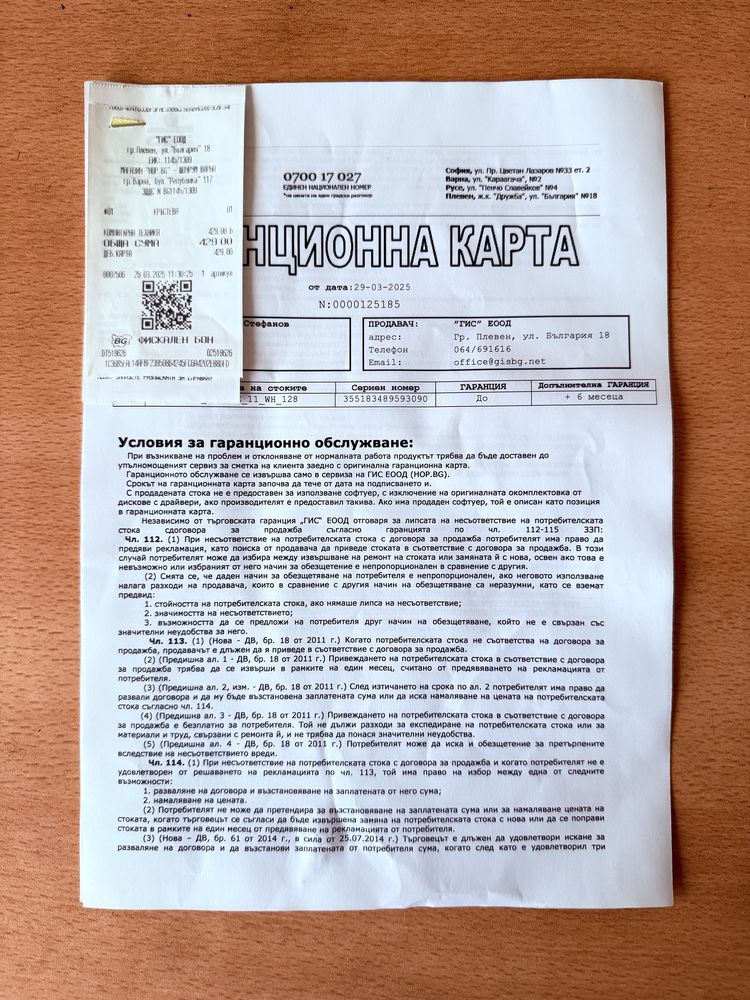 "ГИС" ЕООД
гр.Плевен, ул."България" 18
ЕИК: 114571309
МАГАЗИН "HOP.BG" - ШОУРУМ ВАРНА
гр.Варна, бул."Република" 117
ЗДДС N BG114571309
#01 КРЪСТЕВА 01
КОМПЮТЪРНА ТЕХНИКА 429.00 Б
ОБЩА СУМА 429.00
ДЕБ.КАРТА 429.00
0007506 29.03.2025 11:30:25 1 артикул
BG ФИСКАЛЕН БОН
DT519626 02519626
0700 17 027
ЕДИНЕН НАЦИОНАЛЕН НОМЕР
*на цената на един градски разговор
София, ул. Пр. Цветан Лазаров №33 ет. 2
Варна, ул. "Карагача", №2
Русе, ул. "Пенчо Славейков" №4
Плевен, ж.к. "Дружба", ул. "България" №18
НЦИОННА КАРТА
от дата:29-03-2025
N:0000125185
Стефанов
ПРОДАВАЧ: "ГИС" ЕООД
адрес: Гр. Плевен, ул. България 18
Телефон 064/691616
Email: office@gisbg.net
е на стоките Сериен номер ГАРАНЦИЯ Допълнителна ГАРАНЦИЯ
_11_WH_128 355183489593090 До + 6 месеца
Условия за гаранционно обслужване:
При възникване на проблем и отклоняване от нормалната работа продуктът трябва да бъде доставен до
упълномощеният сервиз за сметка на клиента заедно с оригинална гаранционна карта.
Гаранционното обслужване се извършва само в сервиза на ГИС ЕООД (HOP.BG).
Срокът на гаранционната карта започва да тече от дата на подписването и.
С продадената стока не е предоставен за използване софтуер, с изключение на оригиналната окомплектовка от
дискове с драйвери, ако производителят е предоставил такива. Ако има продаден софтуер, той е описан като позиция
в гаранционната карта.
Независимо от търговската гаранция „ГИС" ЕООД отговаря за липсата на несъответствие на потребителската
стока сдоговора за продажба съгласно гаранцията по чл. 112-115 ЗЗП:
Чл. 112. (1) При несъответствие на потребителската стока с договора за продажба потребителят има право да
предяви рекламация, като поиска от продавача да приведе стоката в съответствие с договора за продажба. В този
случай потребителят може да избира между извършване на ремонт на стоката или замяната й с нова, освен ако това е
невъзможно или избраният от него начин за обезщетение е непропорционален в сравнение с другия.
(2) Смята се, че даден начин за обезщетяване на потребителя е непропорционален, ако неговото използване
налага разходи на продавача, които в сравнение с другия начин на обезщетяване са неразумни, като се вземат
предвид:
1. стойността на потребителската стока, ако нямаше липса на несъответствие;
2. значимостта на несъответствието;
3. възможността да се предложи на потребителя друг начин на обезщетяване, който не е свързан със
значителни неудобства за него.
Чл. 113. (1) (Нова - ДВ, бр. 18 от 2011 г.) Когато потребителската стока не съответства на договора за
продажба, продавачът е длъжен да я приведе в съответствие с договора за продажба.
(2) (Предишна ал. 1 - ДВ, бр. 18 от 2011 г.) Привеждането на потребителската стока в съответствие с договора
за продажба трябва да се извърши в рамките на един месец, считано от предявяването на рекламацията от
потребителя.
(3) (Предишна ал. 2, изм. - ДВ, бр. 18 от 2011 г.) След изтичането на срока по ал. 2 потребителят има право да
развали договора и да му бъде възстановена заплатената сума или да иска намаляване на цената на потребителската
стока съгласно чл. 114.
(4) (Предишна ал. 3 - ДВ, бр. 18 от 2011 г.) Привеждането на потребителската стока в съответствие с договора
за продажба е безплатно за потребителя. Той не дължи разходи за експедиране на потребителската стока или за
материали и труд, свързани с ремонта й, и не трябва да понася значителни неудобства.
(5) (Предишна ал. 4 - ДВ, бр. 18 от 2011 г.) Потребителят може да иска и обезщетение за претърпените
вследствие на несъответствието вреди.
Чл. 114. (1) При несъответствие на потребителската стока с договора за продажба и когато потребителят не е
удовлетворен от решаването на рекламацията по чл. 113, той има право на избор между една от следните
възможности:
1. разваляне на договора и възстановяване на заплатената от него сума;
2. намаляване на цената.
(2) Потребителят не може да претендира за възстановяване на заплатената сума или за намаляване цената на
стоката, когато търговецът се съгласи да бъде извършена замяна на потребителската стока с нова или да се поправи
стоката в рамките на един месец от предявяване на рекламацията от потребителя.
(3) (Нова – ДВ, бр. 61 от 2014 г., в сила от 25.07.2014 г.) Търговецът е длъжен да удовлетвори искане за
разваляне на договора и да възстанови заплатената от потребителя сума, когато след като е удовлетворил три